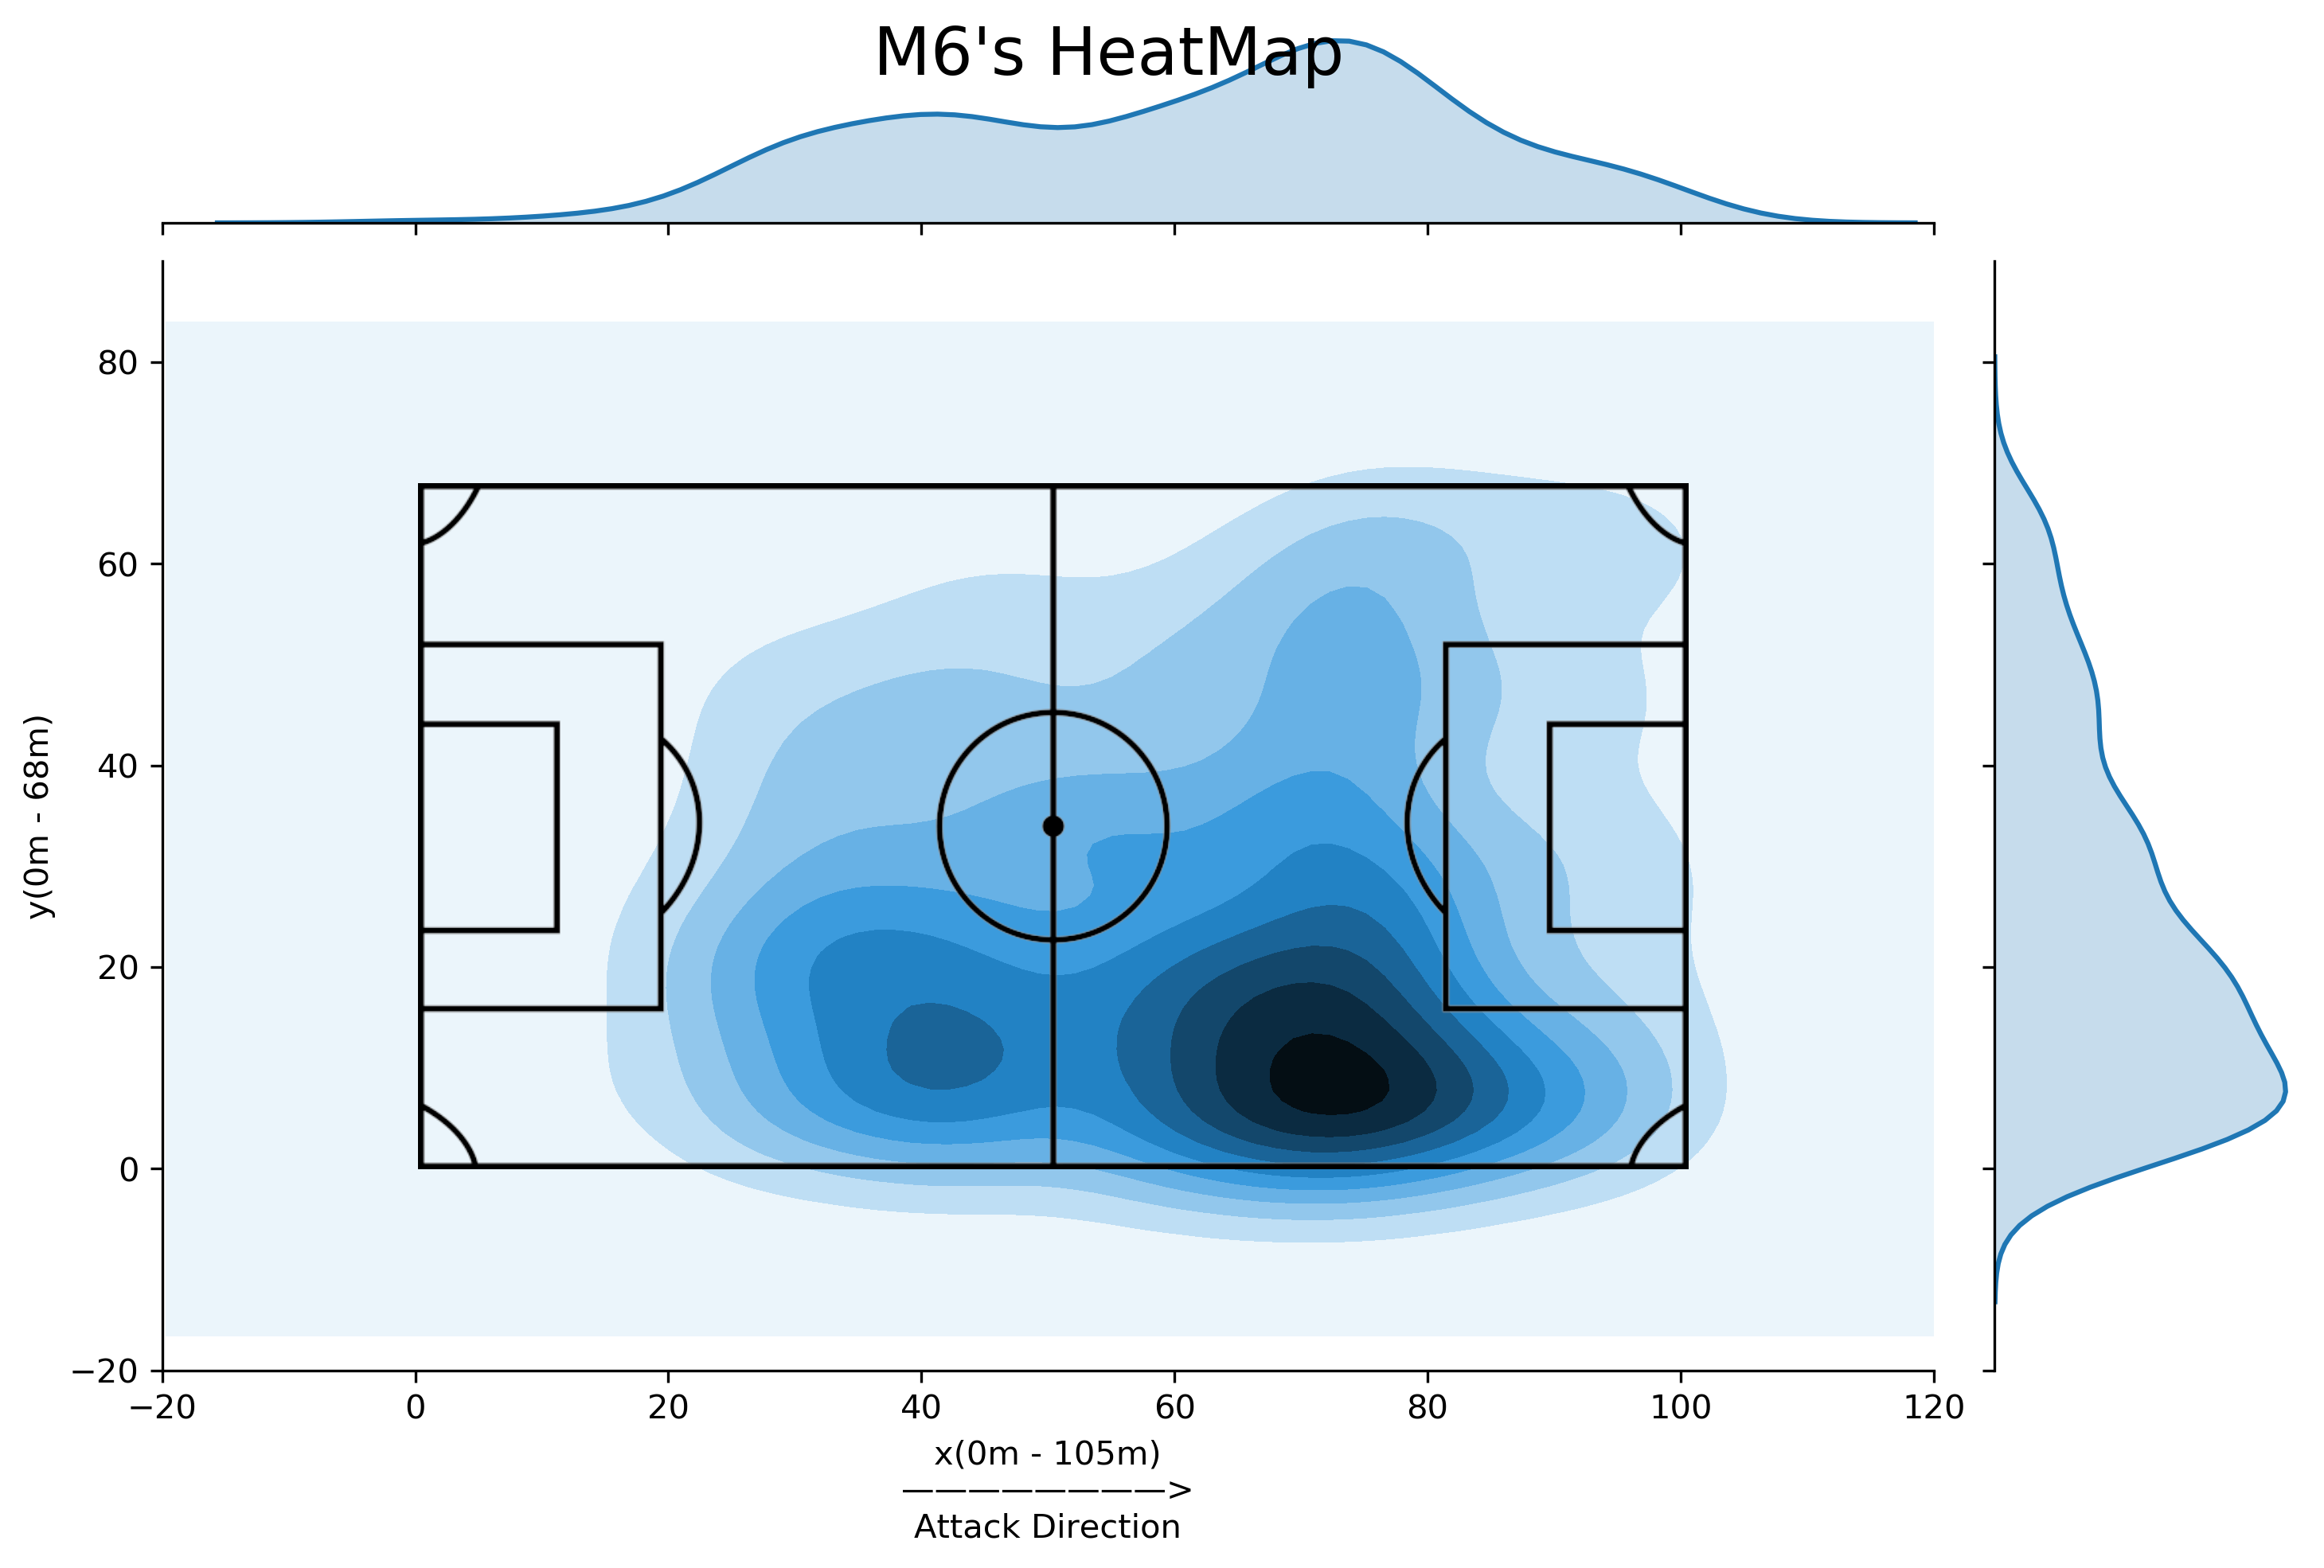 M6's HeatMap
80
60
40
20
0
−20
y(0m - 68m)
−20 0 20 40 60 80 100 120
x(0m - 105m)
————————>
Attack Direction